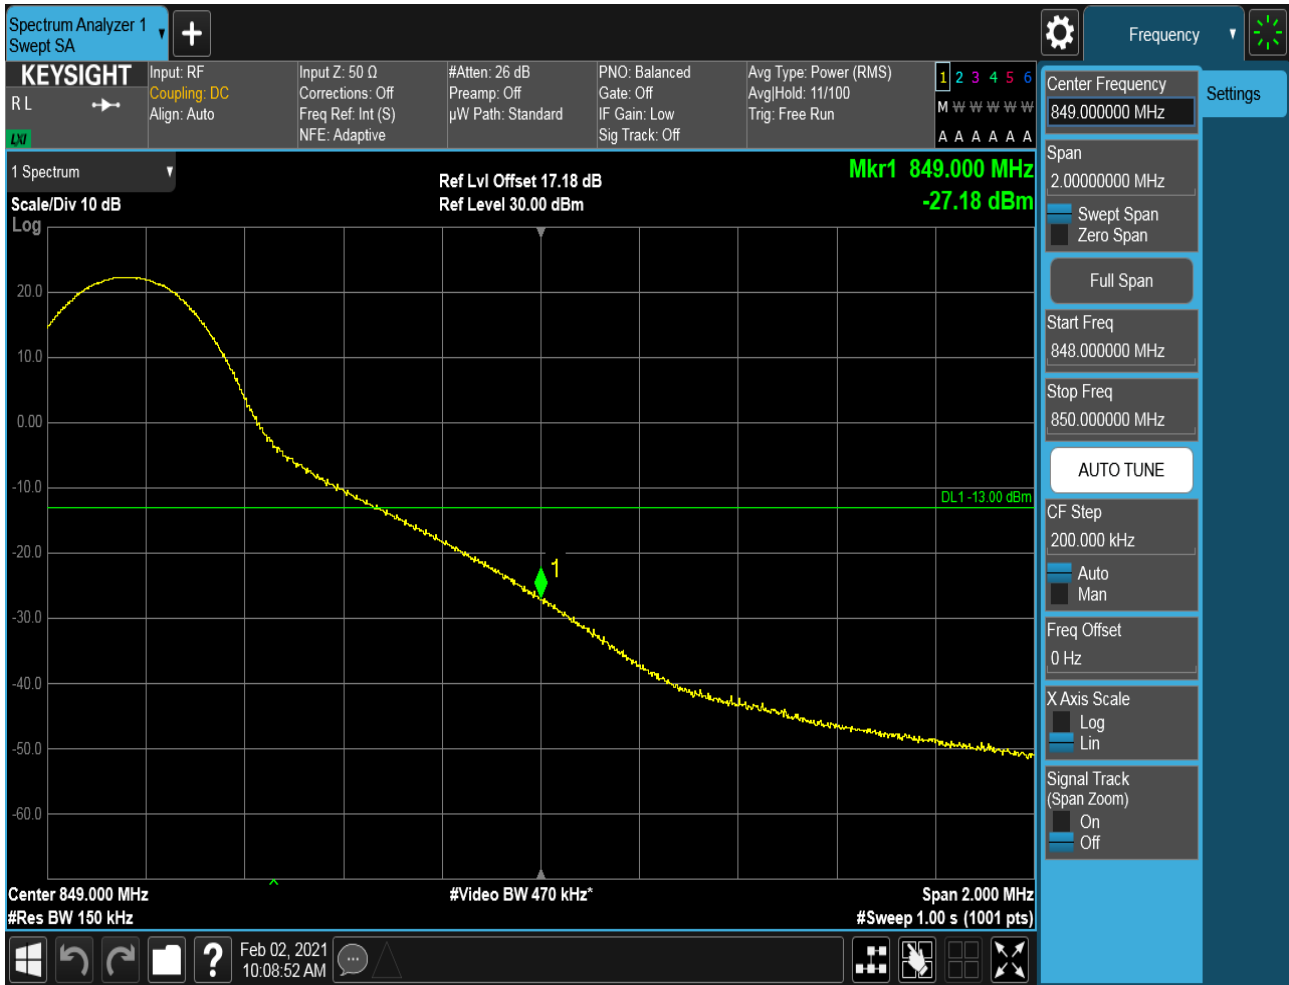 Spectrum Analyzer 1
Swept SA
Frequency
KEYSIGHT
R L
LXI
Input: RF
Coupling: DC
Align: Auto
Input Z: 50 Ω
Corrections: Off
Freq Ref: Int (S)
NFE: Adaptive
#Atten: 26 dB
Preamp: Off
µW Path: Standard
PNO: Balanced
Gate: Off
IF Gain: Low
Sig Track: Off
Avg Type: Power (RMS)
Avg|Hold: 11/100
Trig: Free Run
1 2 3 4 5 6
M W W W W W
A A A A A A
1 Spectrum
Scale/Div 10 dB
Log
Ref Lvl Offset 17.18 dB
Ref Level 30.00 dBm
Mkr1 849.000 MHz
-27.18 dBm
20.0
10.0
0.00
-10.0
-20.0
-30.0
-40.0
-50.0
-60.0
DL1 -13.00 dBm
1
Center 849.000 MHz
#Res BW 150 kHz
#Video BW 470 kHz*
Span 2.000 MHz
#Sweep 1.00 s (1001 pts)
Feb 02, 2021
10:08:52 AM
?
Center Frequency
849.000000 MHz
Settings
Span
2.00000000 MHz
Swept Span
Zero Span
Full Span
Start Freq
848.000000 MHz
Stop Freq
850.000000 MHz
AUTO TUNE
CF Step
200.000 kHz
Auto
Man
Freq Offset
0 Hz
X Axis Scale
Log
Lin
Signal Track
(Span Zoom)
On
Off